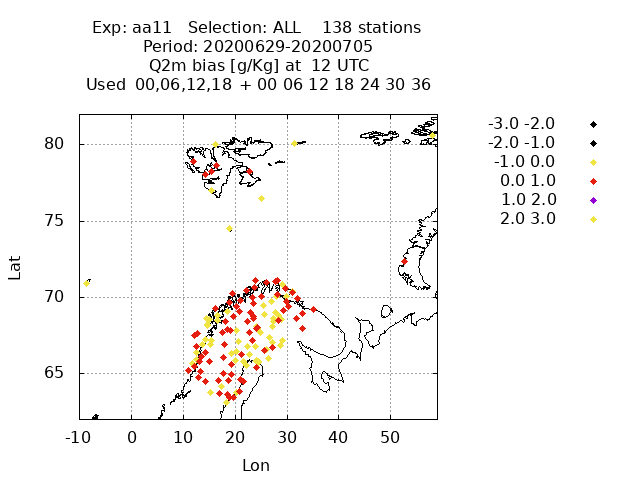 Exp: aa11 Selection: ALL 138 stations
Period: 20200629-20200705
Q2m bias [g/Kg] at 12 UTC
Used 00,06,12,18 + 00 06 12 18 24 30 36
-3.0 -2.0
-2.0 -1.0
-1.0 0.0
0.0 1.0
1.0 2.0
2.0 3.0
80
75
70
65
Lat
-10 0 10 20 30 40 50
Lon